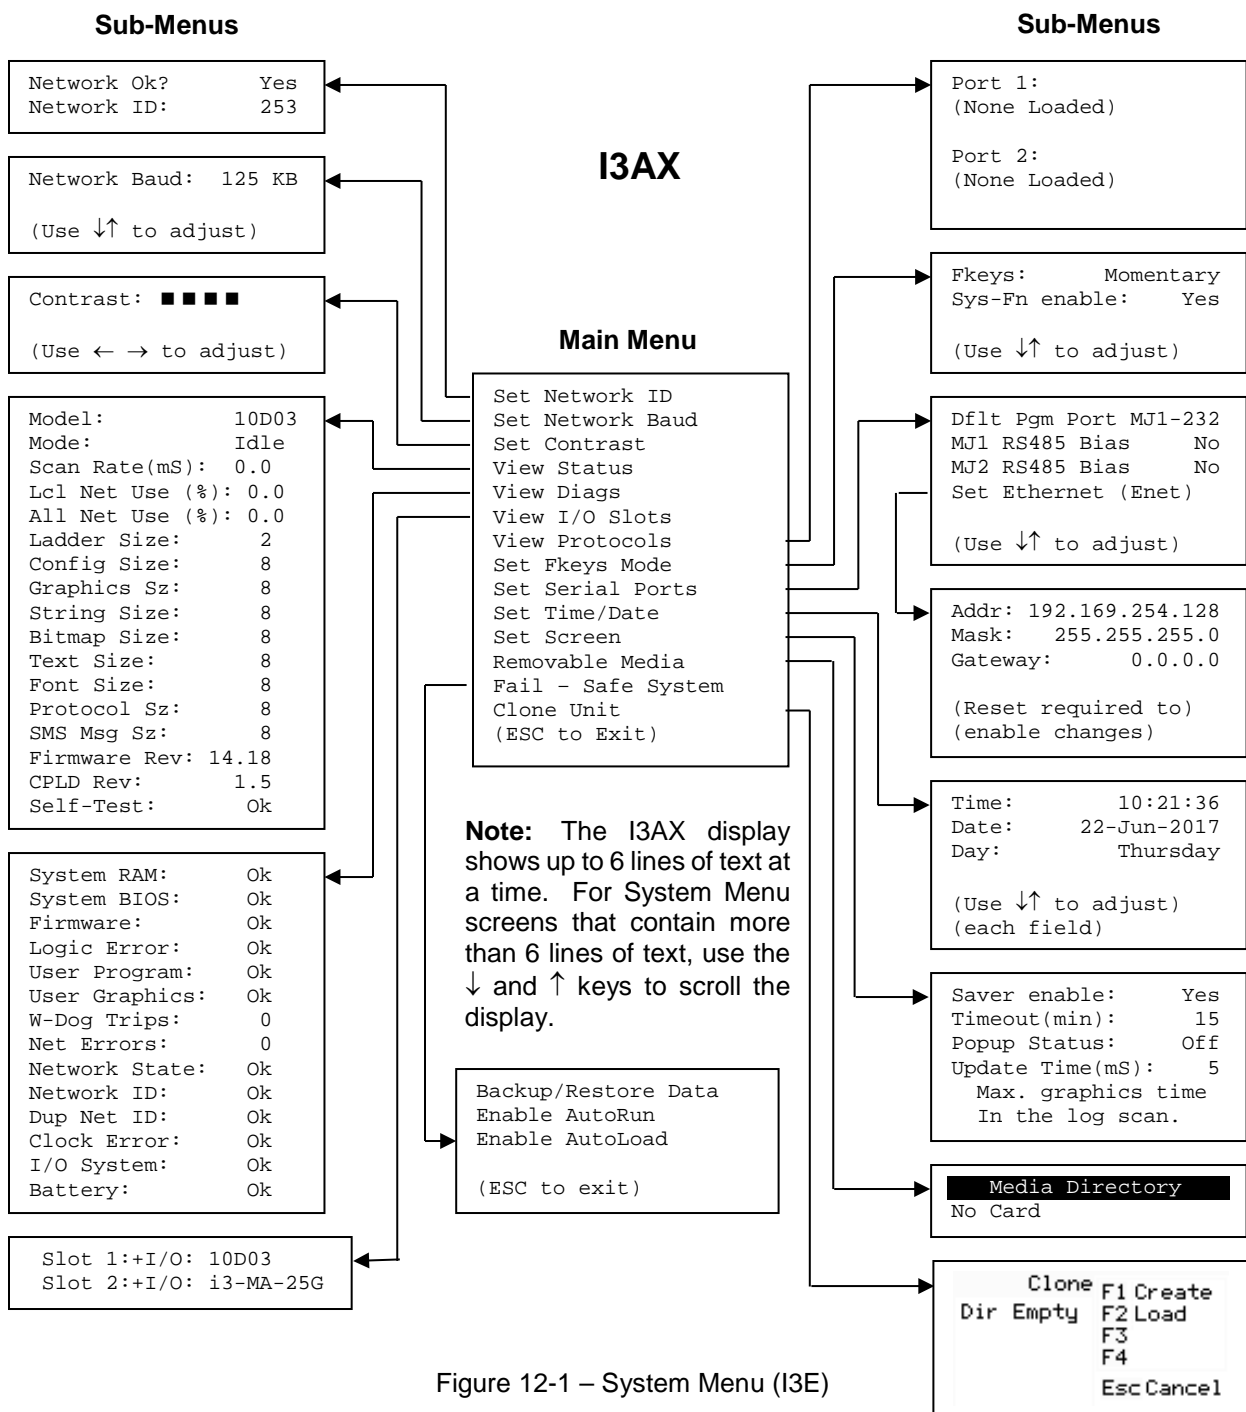 Sub-Menus
Network Ok? Yes
Network ID: 253
Network Baud: 125 KB
(Use ↓↑ to adjust)
Contrast: ■ ■ ■ ■
(Use ← → to adjust)
Model: 10D03
Mode: Idle
Scan Rate(mS): 0.0
Lcl Net Use (%): 0.0
All Net Use (%): 0.0
Ladder Size: 2
Config Size: 8
Graphics Sz: 8
String Size: 8
Bitmap Size: 8
Text Size: 8
Font Size: 8
Protocol Sz: 8
SMS Msg Sz: 8
Firmware Rev: 14.18
CPLD Rev: 1.5
Self-Test: Ok
System RAM: Ok
System BIOS: Ok
Firmware: Ok
Logic Error: Ok
User Program: Ok
User Graphics: Ok
W-Dog Trips: 0
Net Errors: 0
Network State: Ok
Network ID: Ok
Dup Net ID: Ok
Clock Error: Ok
I/O System: Ok
Battery: Ok
Slot 1:+I/O: 10D03
Slot 2:+I/O: i3-MA-25G
I3AX
Main Menu
Set Network ID
Set Network Baud
Set Contrast
View Status
View Diags
View I/O Slots
View Protocols
Set Fkeys Mode
Set Serial Ports
Set Time/Date
Set Screen
Removable Media
Fail – Safe System
Clone Unit
(ESC to Exit)
Note: The I3AX display
shows up to 6 lines of text at
a time. For System Menu
screens that contain more
than 6 lines of text, use the
↓ and ↑ keys to scroll the
display.
Backup/Restore Data
Enable AutoRun
Enable AutoLoad
(ESC to exit)
Sub-Menus
Port 1:
(None Loaded)
Port 2:
(None Loaded)
Fkeys: Momentary
Sys-Fn enable: Yes
(Use ↓↑ to adjust)
Dflt Pgm Port MJ1-232
MJ1 RS485 Bias No
MJ2 RS485 Bias No
Set Ethernet (Enet)
(Use ↓↑ to adjust)
Addr: 192.169.254.128
Mask: 255.255.255.0
Gateway: 0.0.0.0
(Reset required to)
(enable changes)
Time: 10:21:36
Date: 22-Jun-2017
Day: Thursday
(Use ↓↑ to adjust)
(each field)
Saver enable: Yes
Timeout(min): 15
Popup Status: Off
Update Time(mS): 5
Max. graphics time
In the log scan.
Media Directory
No Card
Clone F1 Create
Dir Empty F2 Load
F3
F4
Esc Cancel
Figure 12-1 – System Menu (I3E)